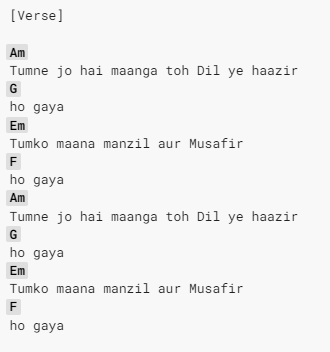 [Verse]
Am
Tumne jo hai maanga toh Dil ye haazir
G
ho gaya
Em
Tumko maana manzil aur Musafir
F
ho gaya
Am
Tumne jo hai maanga toh Dil ye haazir
G
ho gaya
Em
Tumko maana manzil aur Musafir
F
ho gaya